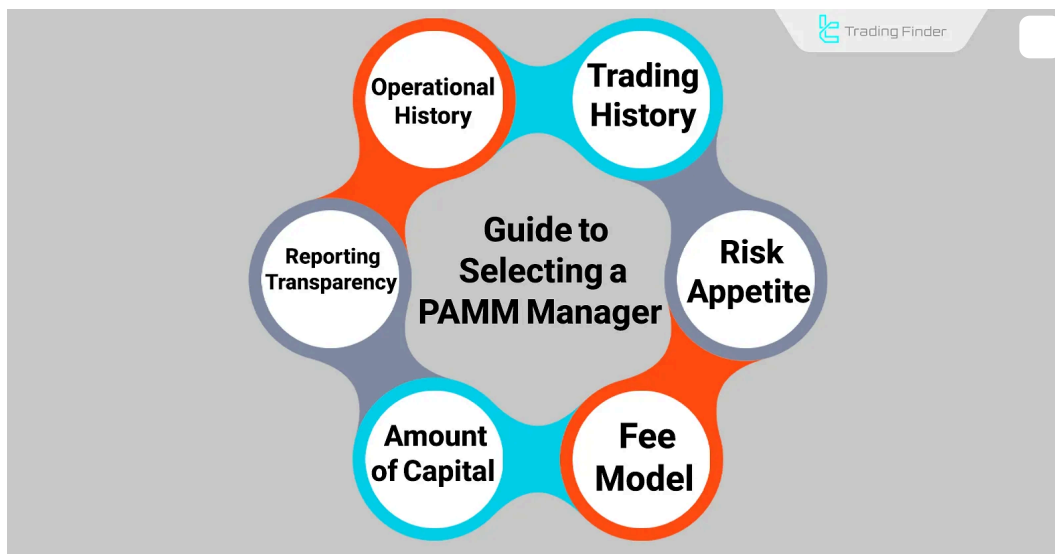 Trading Finder
Operational
History
Trading
History
Reporting
Transparency
Guide to
Selecting a
PAMM Manager
Risk
Appetite
Amount
of Capital
Fee
Model